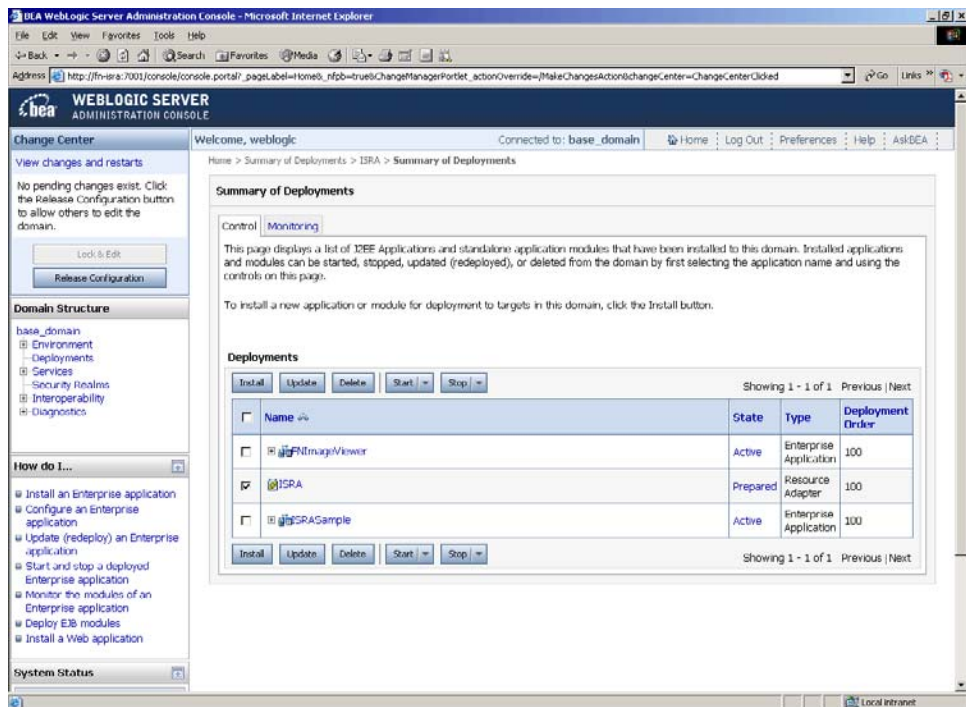 BEA WebLogic Server Administration Console - Microsoft Internet Explorer
File Edit View Favorites Tools Help
Back Search Favorites Media
Address http://fn-isra:7001/console/console.portal?_pageLabel=Home&_nfpb=true&ChangeManagerPortlet_actionOverride=/MakeChangesAction&changeCenter=ChangeCenterClicked Go Links »
bea WEBLOGIC SERVER
ADMINISTRATION CONSOLE
Change Center
View changes and restarts
No pending changes exist. Click
the Release Configuration button
to allow others to edit the
domain.
Lock & Edit
Release Configuration
Domain Structure
base_domain
Environment
Deployments
Services
Security Realms
Interoperability
Diagnostics
How do I...
Install an Enterprise application
Configure an Enterprise
application
Update (redeploy) an Enterprise
application
Start and stop a deployed
Enterprise application
Monitor the modules of an
Enterprise application
Deploy EJB modules
Install a Web application
System Status
Welcome, weblogic Connected to: base_domain Home Log Out Preferences Help AskBEA
Home > Summary of Deployments > ISRA > Summary of Deployments
Summary of Deployments
Control Monitoring
This page displays a list of J2EE Applications and standalone application modules that have been installed to this domain. Installed applications
and modules can be started, stopped, updated (redeployed), or deleted from the domain by first selecting the application name and using the
controls on this page.
To install a new application or module for deployment to targets in this domain, click the Install button.
Deployments
Install Update Delete Start Stop Showing 1 - 1 of 1 Previous | Next
Name State Type Deployment Order
FNImageViewer Active Enterprise Application 100
ISRA Prepared Resource Adapter 100
ISRASample Active Enterprise Application 100
Install Update Delete Start Stop Showing 1 - 1 of 1 Previous | Next
Local intranet